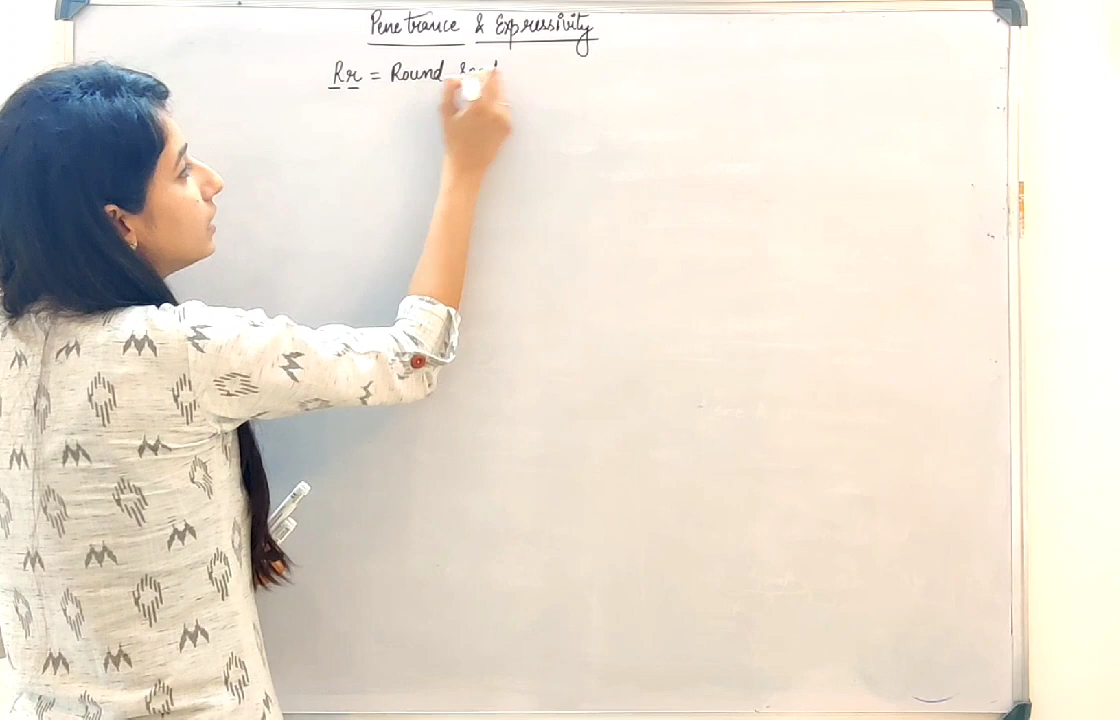 Penetrance & Expressivity
Rr = Round